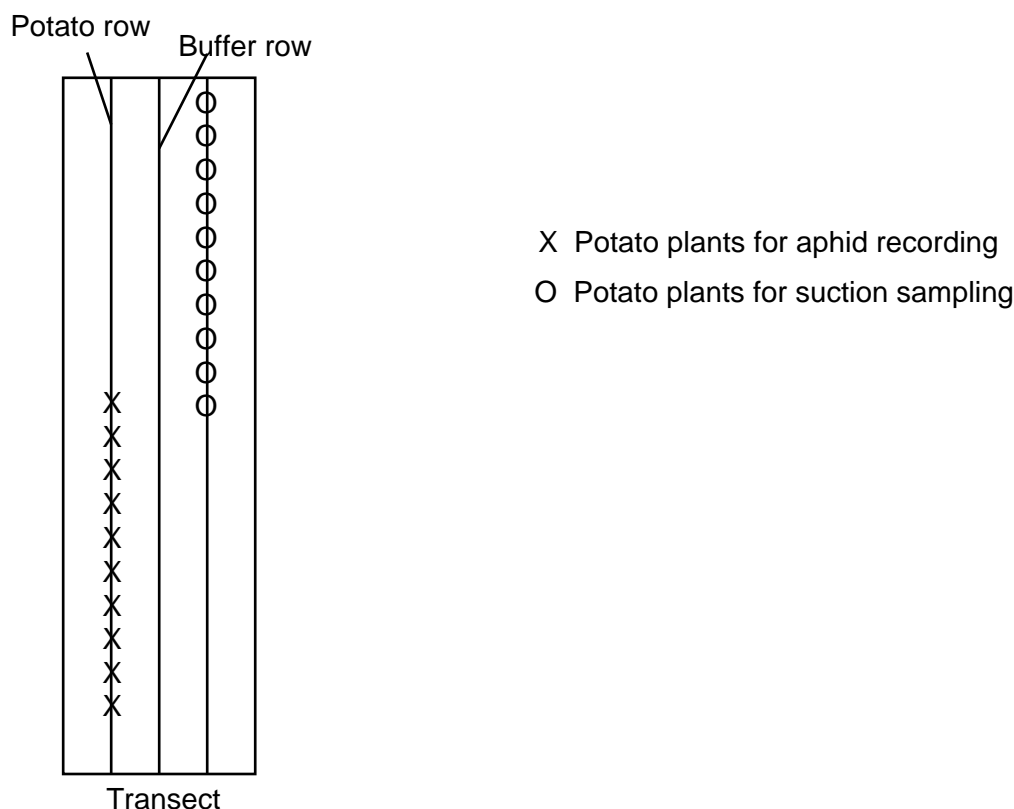 Potato row
Buffer row
O
O
O
O
O
O
O
O
O
O
X
X
X
X
X
X
X
X
X
X
X Potato plants for aphid recording
O Potato plants for suction sampling
Transect